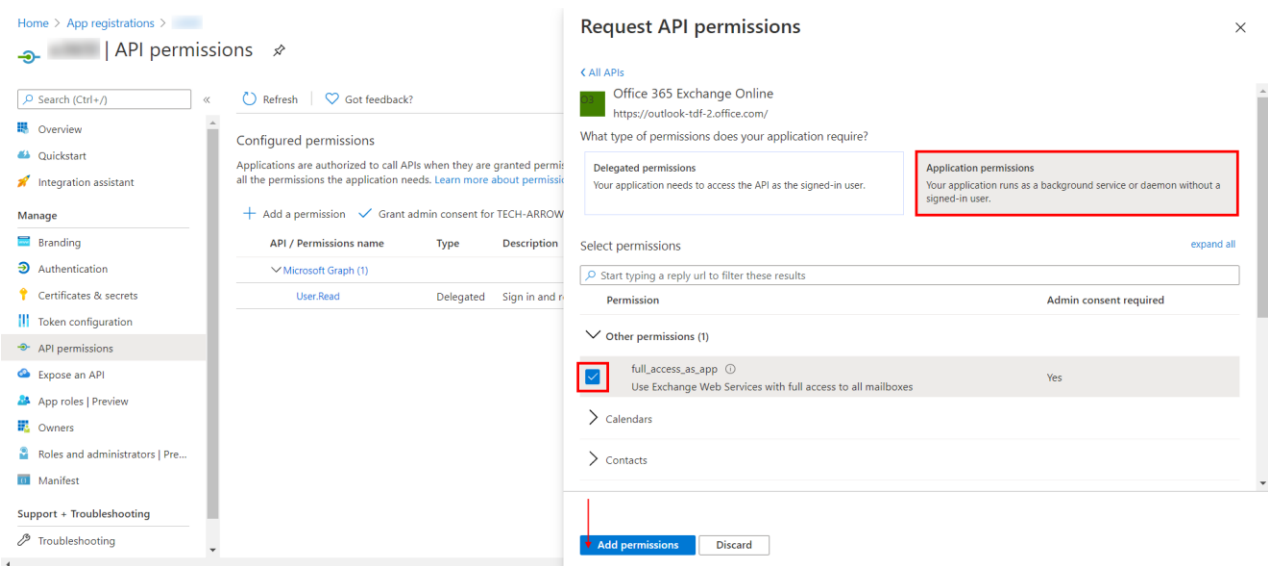 Home > App registrations >
| API permissions
Search (Ctrl+/)
«
Overview
Quickstart
Integration assistant
Manage
Branding
Authentication
Certificates & secrets
Token configuration
API permissions
Expose an API
App roles | Preview
Owners
Roles and administrators | Pre...
Manifest
Support + Troubleshooting
Troubleshooting
Refresh
Got feedback?
Configured permissions
Applications are authorized to call APIs when they are granted permis
all the permissions the application needs. Learn more about permissio
Add a permission
Grant admin consent for TECH-ARROW
API / Permissions name Type Description
Microsoft Graph (1)
User.Read Delegated Sign in and r
Request API permissions
All APIs
Office 365 Exchange Online
https://outlook-tdf-2.office.com/
What type of permissions does your application require?
Delegated permissions
Your application needs to access the API as the signed-in user.
Application permissions
Your application runs as a background service or daemon without a
signed-in user.
Select permissions
expand all
Start typing a reply url to filter these results
Permission Admin consent required
Other permissions (1)
full_access_as_app
Use Exchange Web Services with full access to all mailboxes
Yes
Calendars
Contacts
Add permissions
Discard